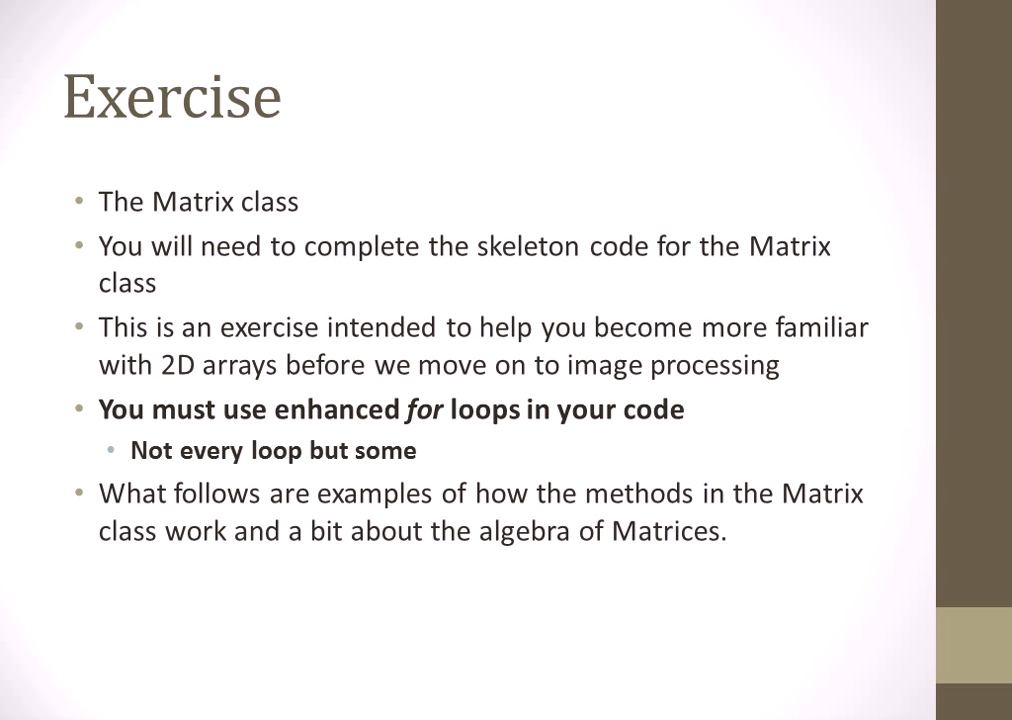 Exercise
• The Matrix class
• You will need to complete the skeleton code for the Matrix
class
• This is an exercise intended to help you become more familiar
with 2D arrays before we move on to image processing
• You must use enhanced for loops in your code
• Not every loop but some
• What follows are examples of how the methods in the Matrix
class work and a bit about the algebra of Matrices.